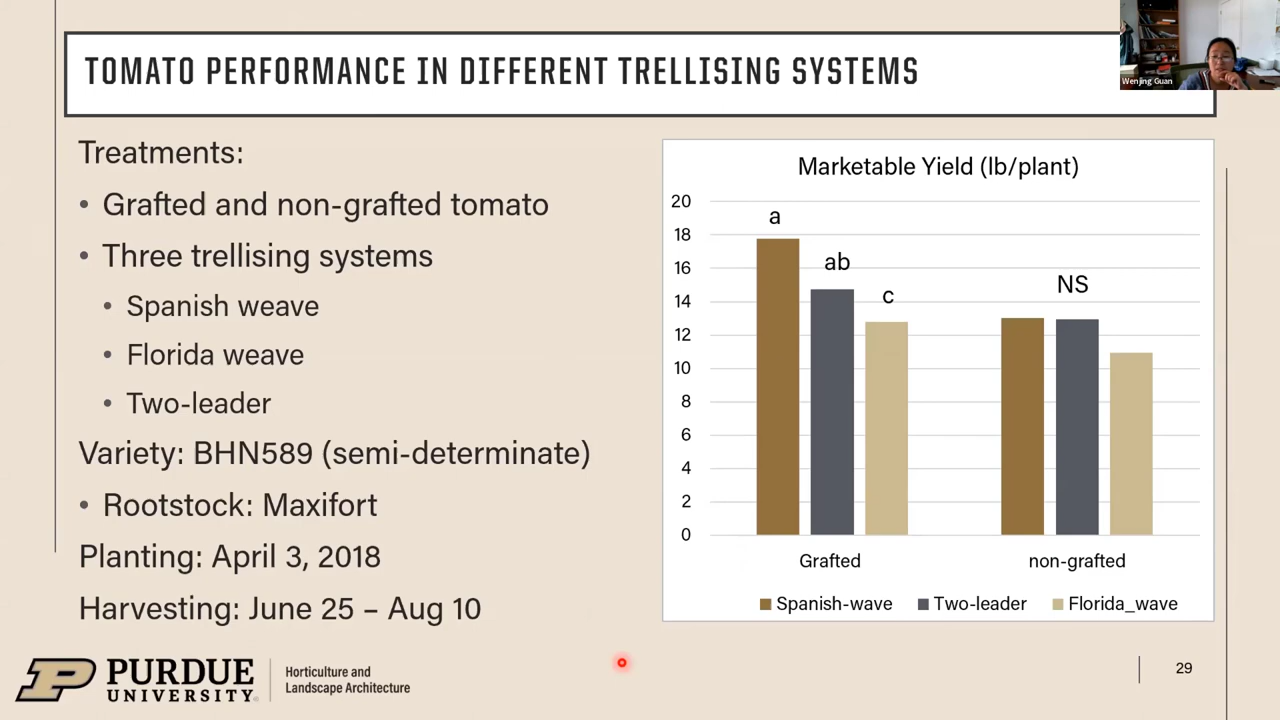 TOMATO PERFORMANCE IN DIFFERENT TRELLISING SYSTEMS
Wenjing Guan
Treatments:
• Grafted and non-grafted tomato
• Three trellising systems
• Spanish weave
• Florida weave
• Two-leader
Variety: BHN589 (semi-determinate)
• Rootstock: Maxifort
Planting: April 3, 2018
Harvesting: June 25 – Aug 10
Marketable Yield (lb/plant)
20
18
16
14
12
10
8
6
4
2
0
a
ab
c
NS
Grafted
non-grafted
Spanish-wave
Two-leader
Florida_wave
PURDUE
UNIVERSITY
Horticulture and
Landscape Architecture
29